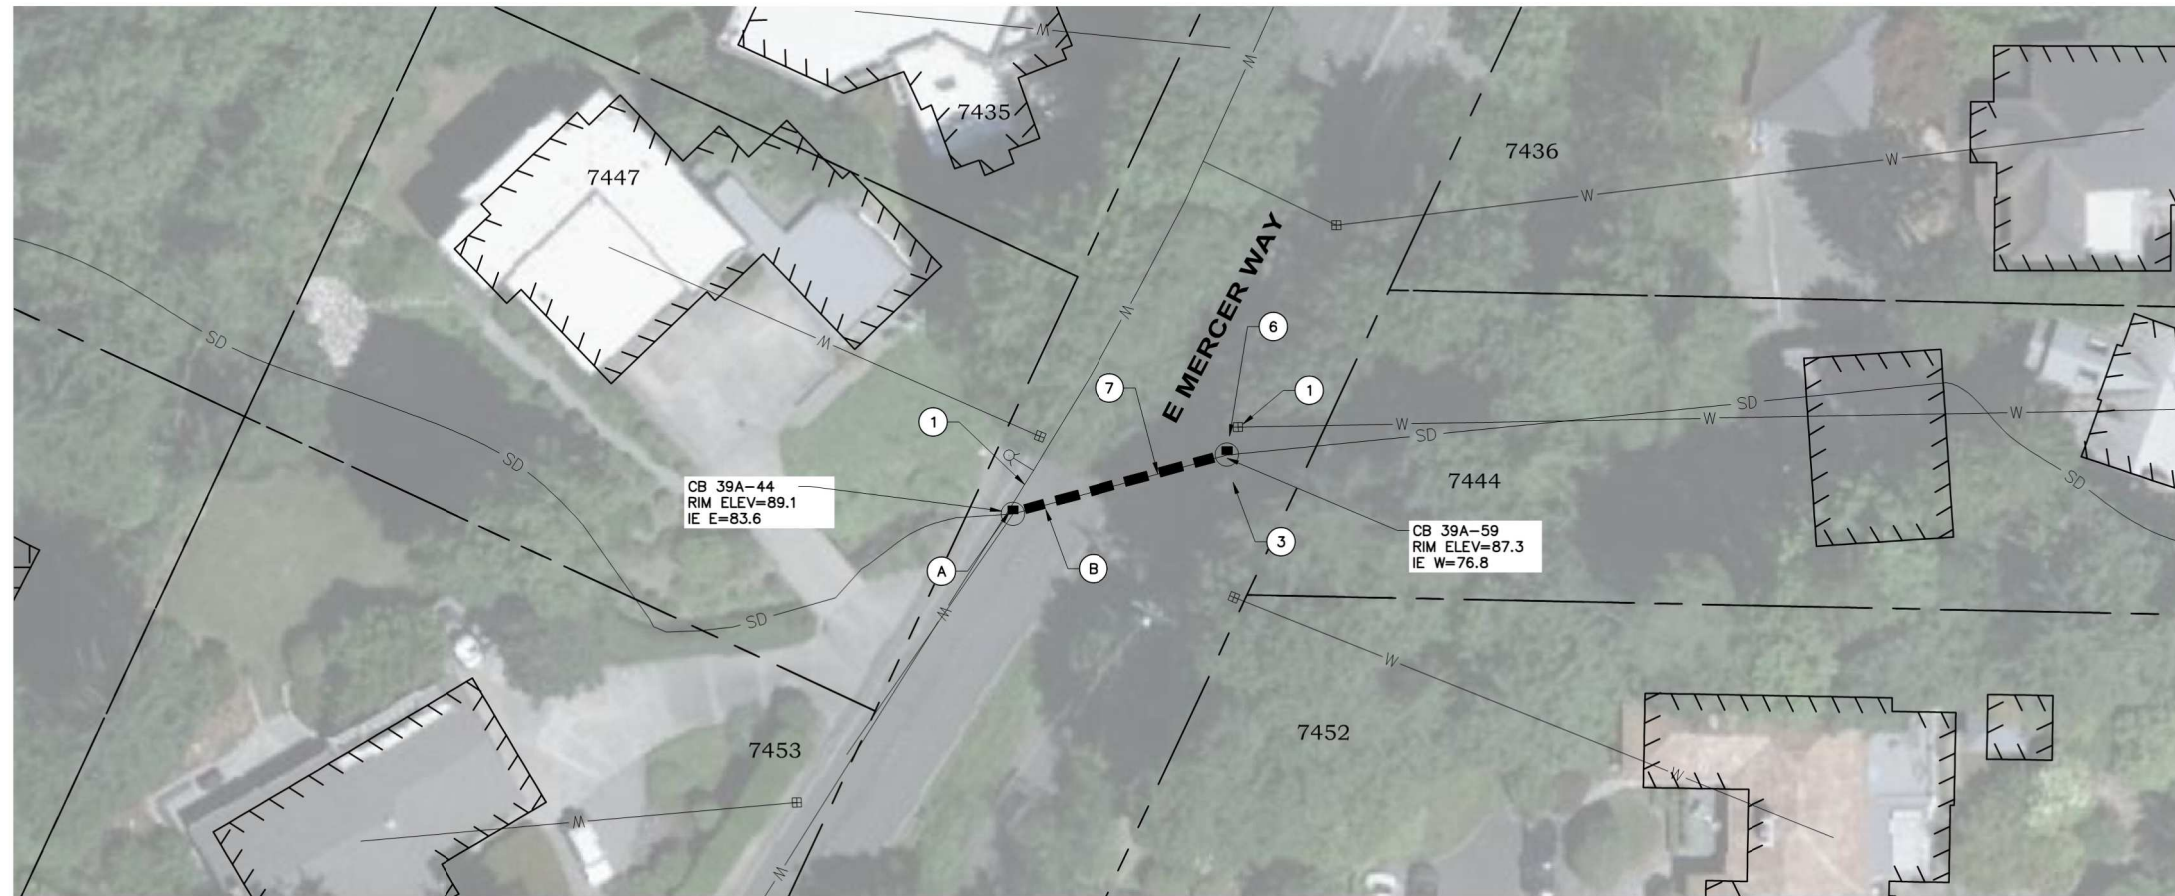 W
W
7435
7436
7447
W
W
E MERCER WAY
W
6
SD
W
7
1
SD
1
W
W
W
SD
SD
7444
SD
CB 39A-44
RIM ELEV=89.1
IE E=83.6
CB 39A-59
RIM ELEV=87.3
IE W=76.8
3
A
B
W
SD
W
7452
7453
W
W
W